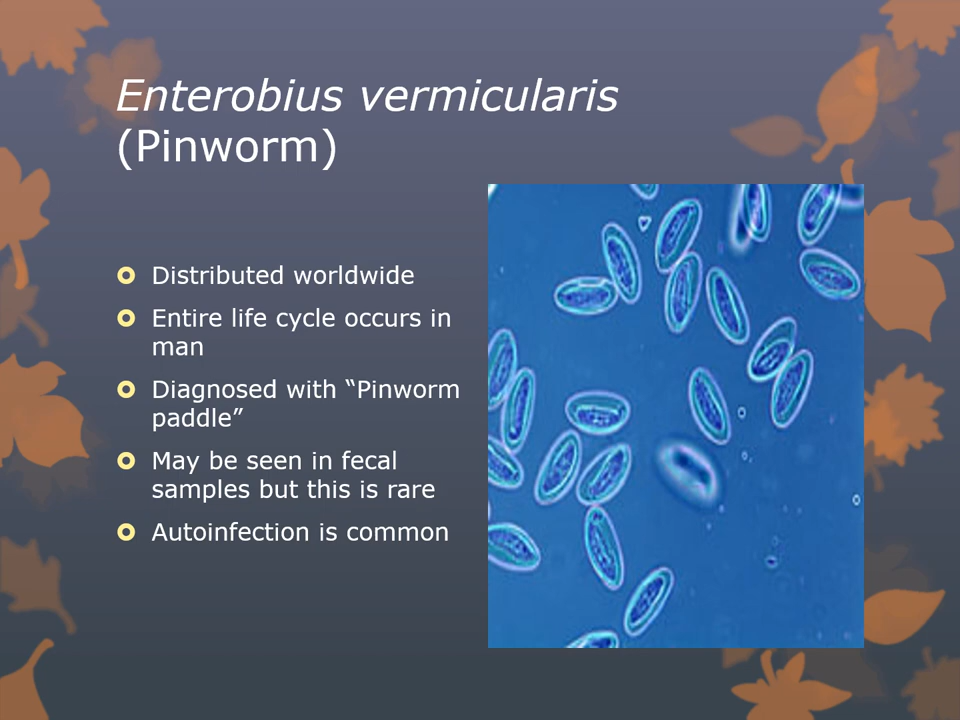 Enterobius vermicularis
(Pinworm)
Distributed worldwide
Entire life cycle occurs in
man
Diagnosed with “Pinworm
paddle”
May be seen in fecal
samples but this is rare
Autoinfection is common